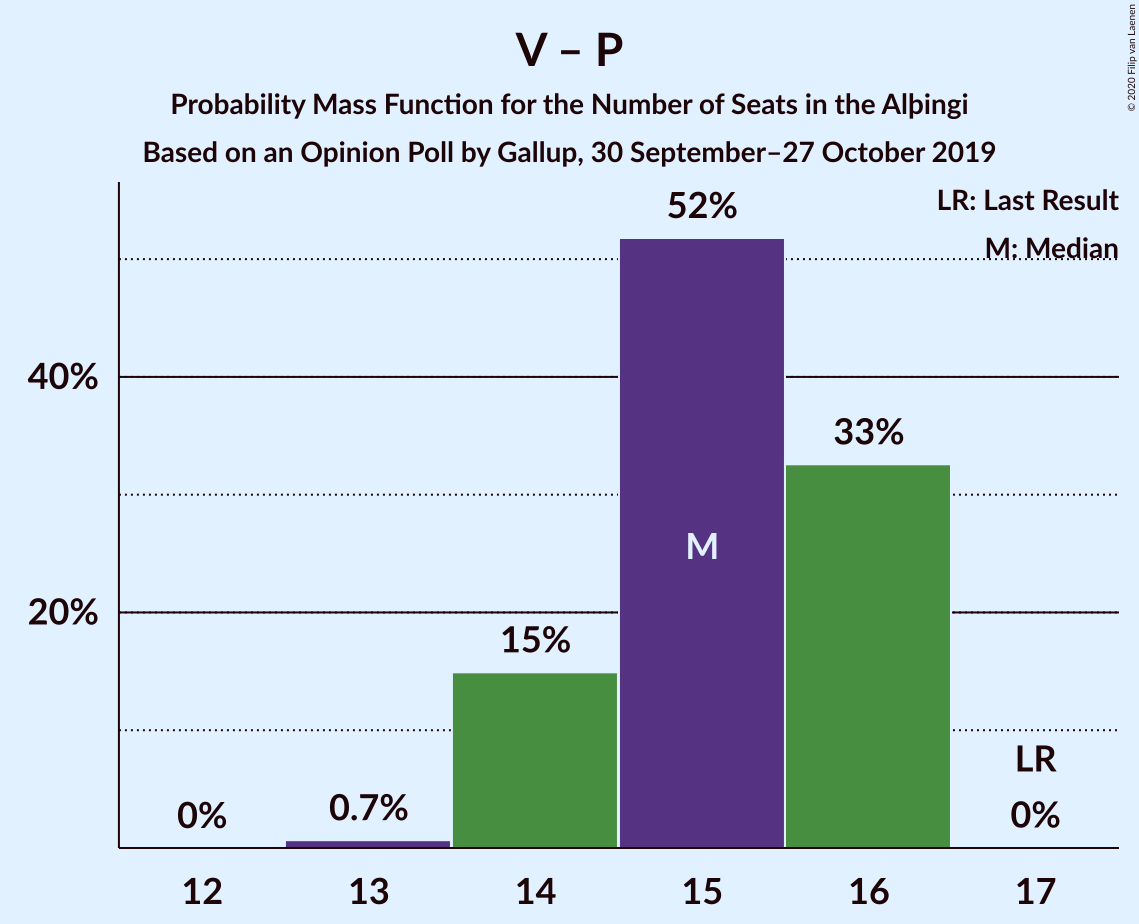 V – P
Probability Mass Function for the Number of Seats in the Alþingi
Based on an Opinion Poll by Gallup, 30 September–27 October 2019
© 2020 Filip van Laenen
LR: Last Result
M: Median
52%
40%
33%
M
20%
15%
LR
0%
0.7%
0%
12
13
14
15
16
17